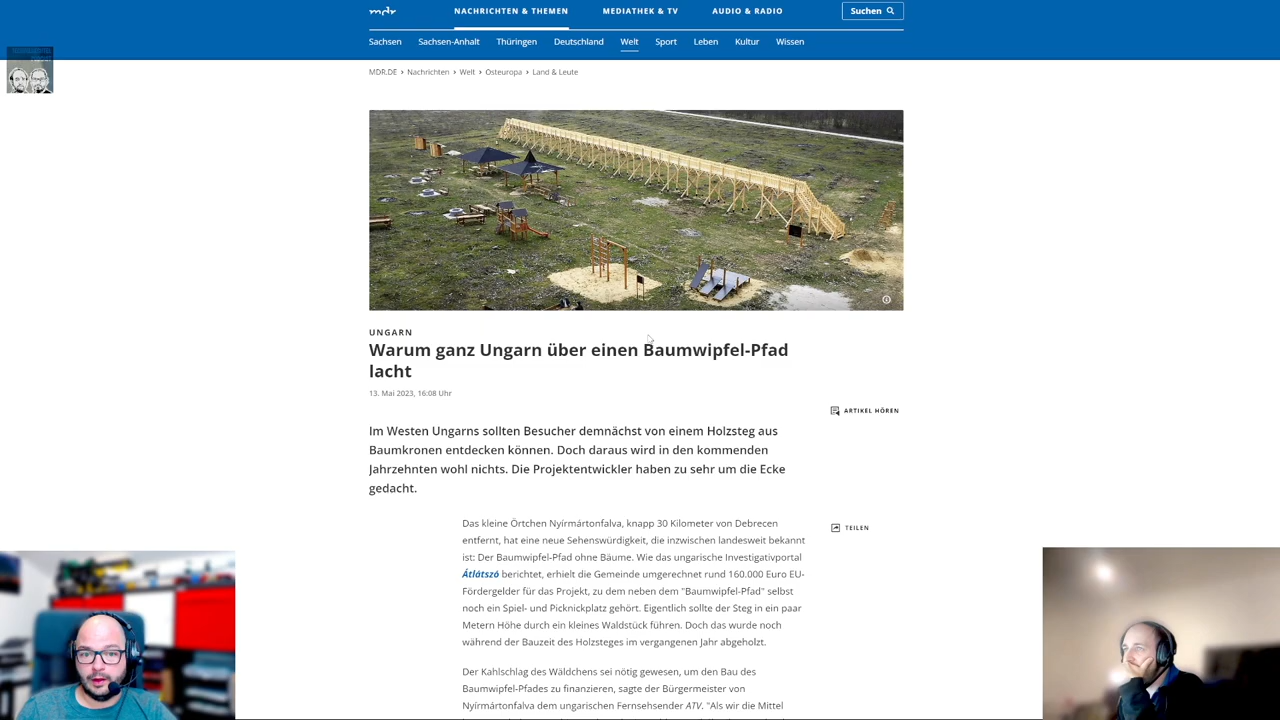 mdr
NACHRICHTEN & THEMEN
MEDIATHEK & TV
AUDIO & RADIO
Suchen
Sachsen
Sachsen-Anhalt
Thüringen
Deutschland
Welt
Sport
Leben
Kultur
Wissen
MDR.DE › Nachrichten › Welt › Osteuropa › Land & Leute
UNGARN
Warum ganz Ungarn über einen Baumwipfel-Pfad
lacht
13. Mai 2023, 16:08 Uhr
ARTIKEL HÖREN
Im Westen Ungarns sollten Besucher demnächst von einem Holzsteg aus
Baumkronen entdecken können. Doch daraus wird in den kommenden
Jahrzehnten wohl nichts. Die Projektentwickler haben zu sehr um die Ecke
gedacht.
Das kleine Örtchen Nyírmártonfalva, knapp 30 Kilometer von Debrecen
entfernt, hat eine neue Sehenswürdigkeit, die inzwischen landesweit bekannt
ist: Der Baumwipfel-Pfad ohne Bäume. Wie das ungarische Investigativportal
Átlátszó berichtet, erhielt die Gemeinde umgerechnet rund 160.000 Euro EU-
Fördergelder für das Projekt, zu dem neben dem "Baumwipfel-Pfad" selbst
noch ein Spiel- und Picknickplatz gehört. Eigentlich sollte der Steg in ein paar
Metern Höhe durch ein kleines Waldstück führen. Doch das wurde noch
während der Bauzeit des Holzsteges im vergangenen Jahr abgeholzt.
TEILEN
Der Kahlschlag des Wäldchens sei nötig gewesen, um den Bau des
Baumwipfel-Pfades zu finanzieren, sagte der Bürgermeister von
Nyírmártonfalva dem ungarischen Fernsehsender ATV. "Als wir die Mittel